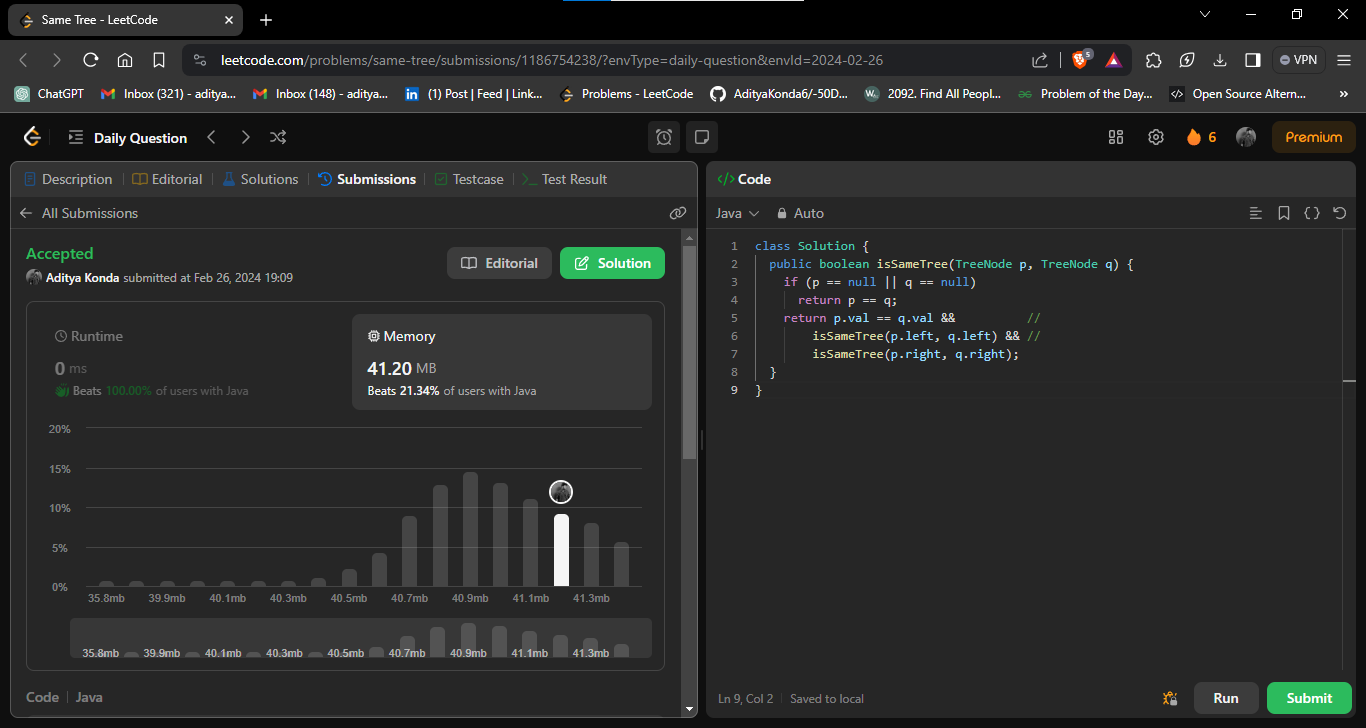 Same Tree - LeetCode
leetcode.com/problems/same-tree/submissions/1186754238/?envType=daily-question&envId=2024-02-26
5
VPN
ChatGPT
Inbox (321) - aditya...
Inbox (148) - aditya...
(1) Post | Feed | Link...
Problems - LeetCode
AdityaKonda6/-50D...
2092. Find All Peopl...
Problem of the Day...
Open Source Altern...
»
Daily Question
6
Premium
Description
Editorial
Solutions
Submissions
Testcase
Test Result
All Submissions
Accepted
Aditya Konda submitted at Feb 26, 2024 19:09
Editorial
Solution
Runtime
0 ms
Beats 100.00% of users with Java
Memory
41.20 MB
Beats 21.34% of users with Java
20%
15%
10%
5%
0%
35.8mb 39.9mb 40.1mb 40.3mb 40.5mb 40.7mb 40.9mb 41.1mb 41.3mb
35.8mb 39.9mb 40.1mb 40.3mb 40.5mb 40.7mb 40.9mb 41.1mb 41.3mb
Code | Java
</> Code
Java
Auto
1 class Solution {
2 public boolean isSameTree(TreeNode p, TreeNode q) {
3 if (p == null || q == null)
4 return p == q;
5 return p.val == q.val && //
6 isSameTree(p.left, q.left) && //
7 isSameTree(p.right, q.right);
8 }
9 }
Ln 9, Col 2 | Saved to local
Run
Submit